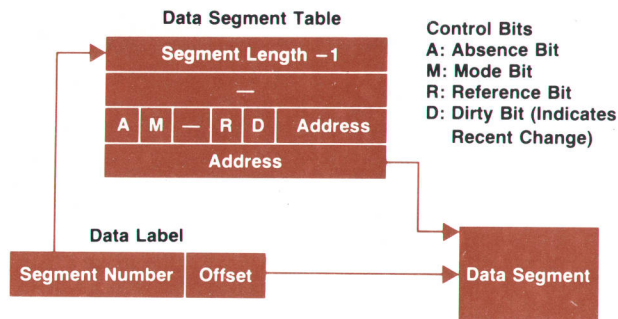 Data Segment Table
Segment Length −1
—
A M — R D Address
Address
Control Bits
A: Absence Bit
M: Mode Bit
R: Reference Bit
D: Dirty Bit (Indicates
Recent Change)
Data Label
Segment Number Offset
Data Segment